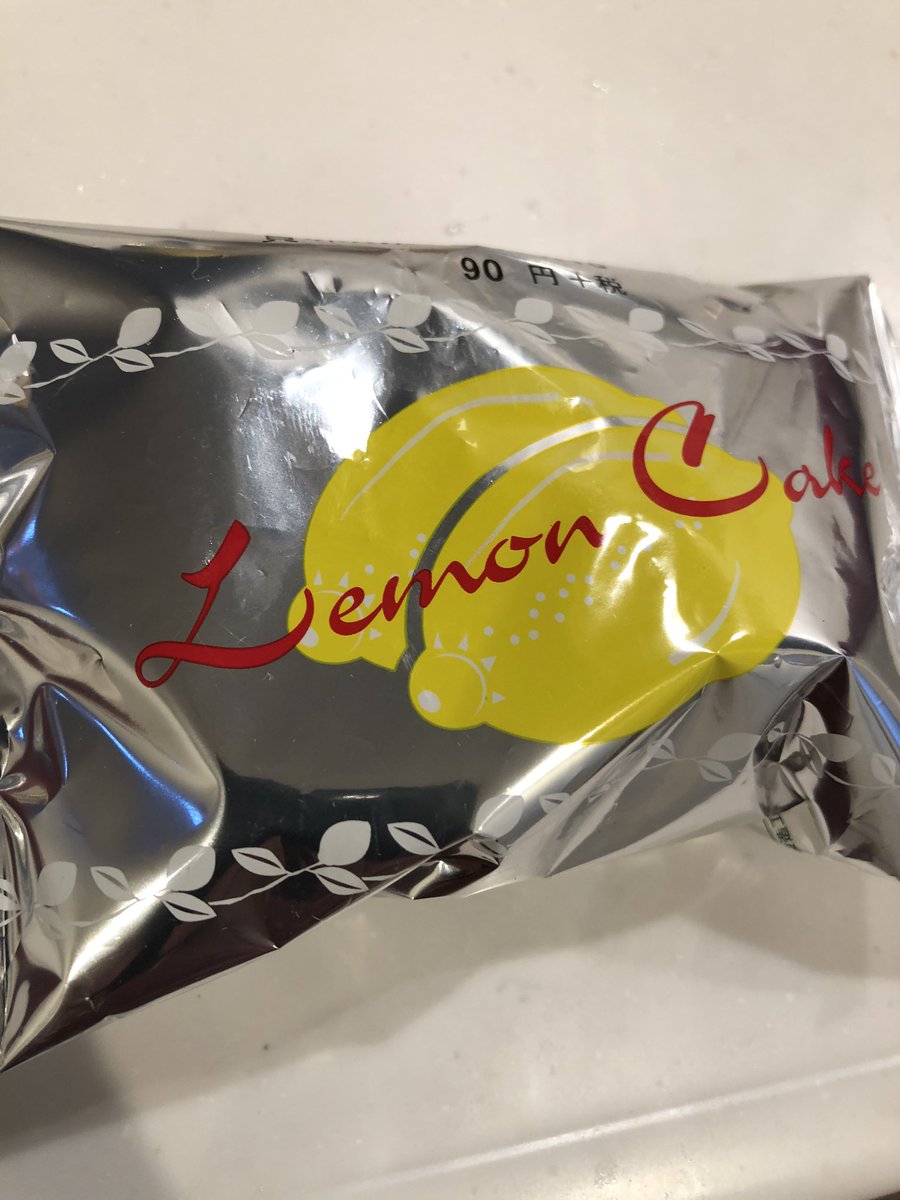 90 円+税
Lemon Cake